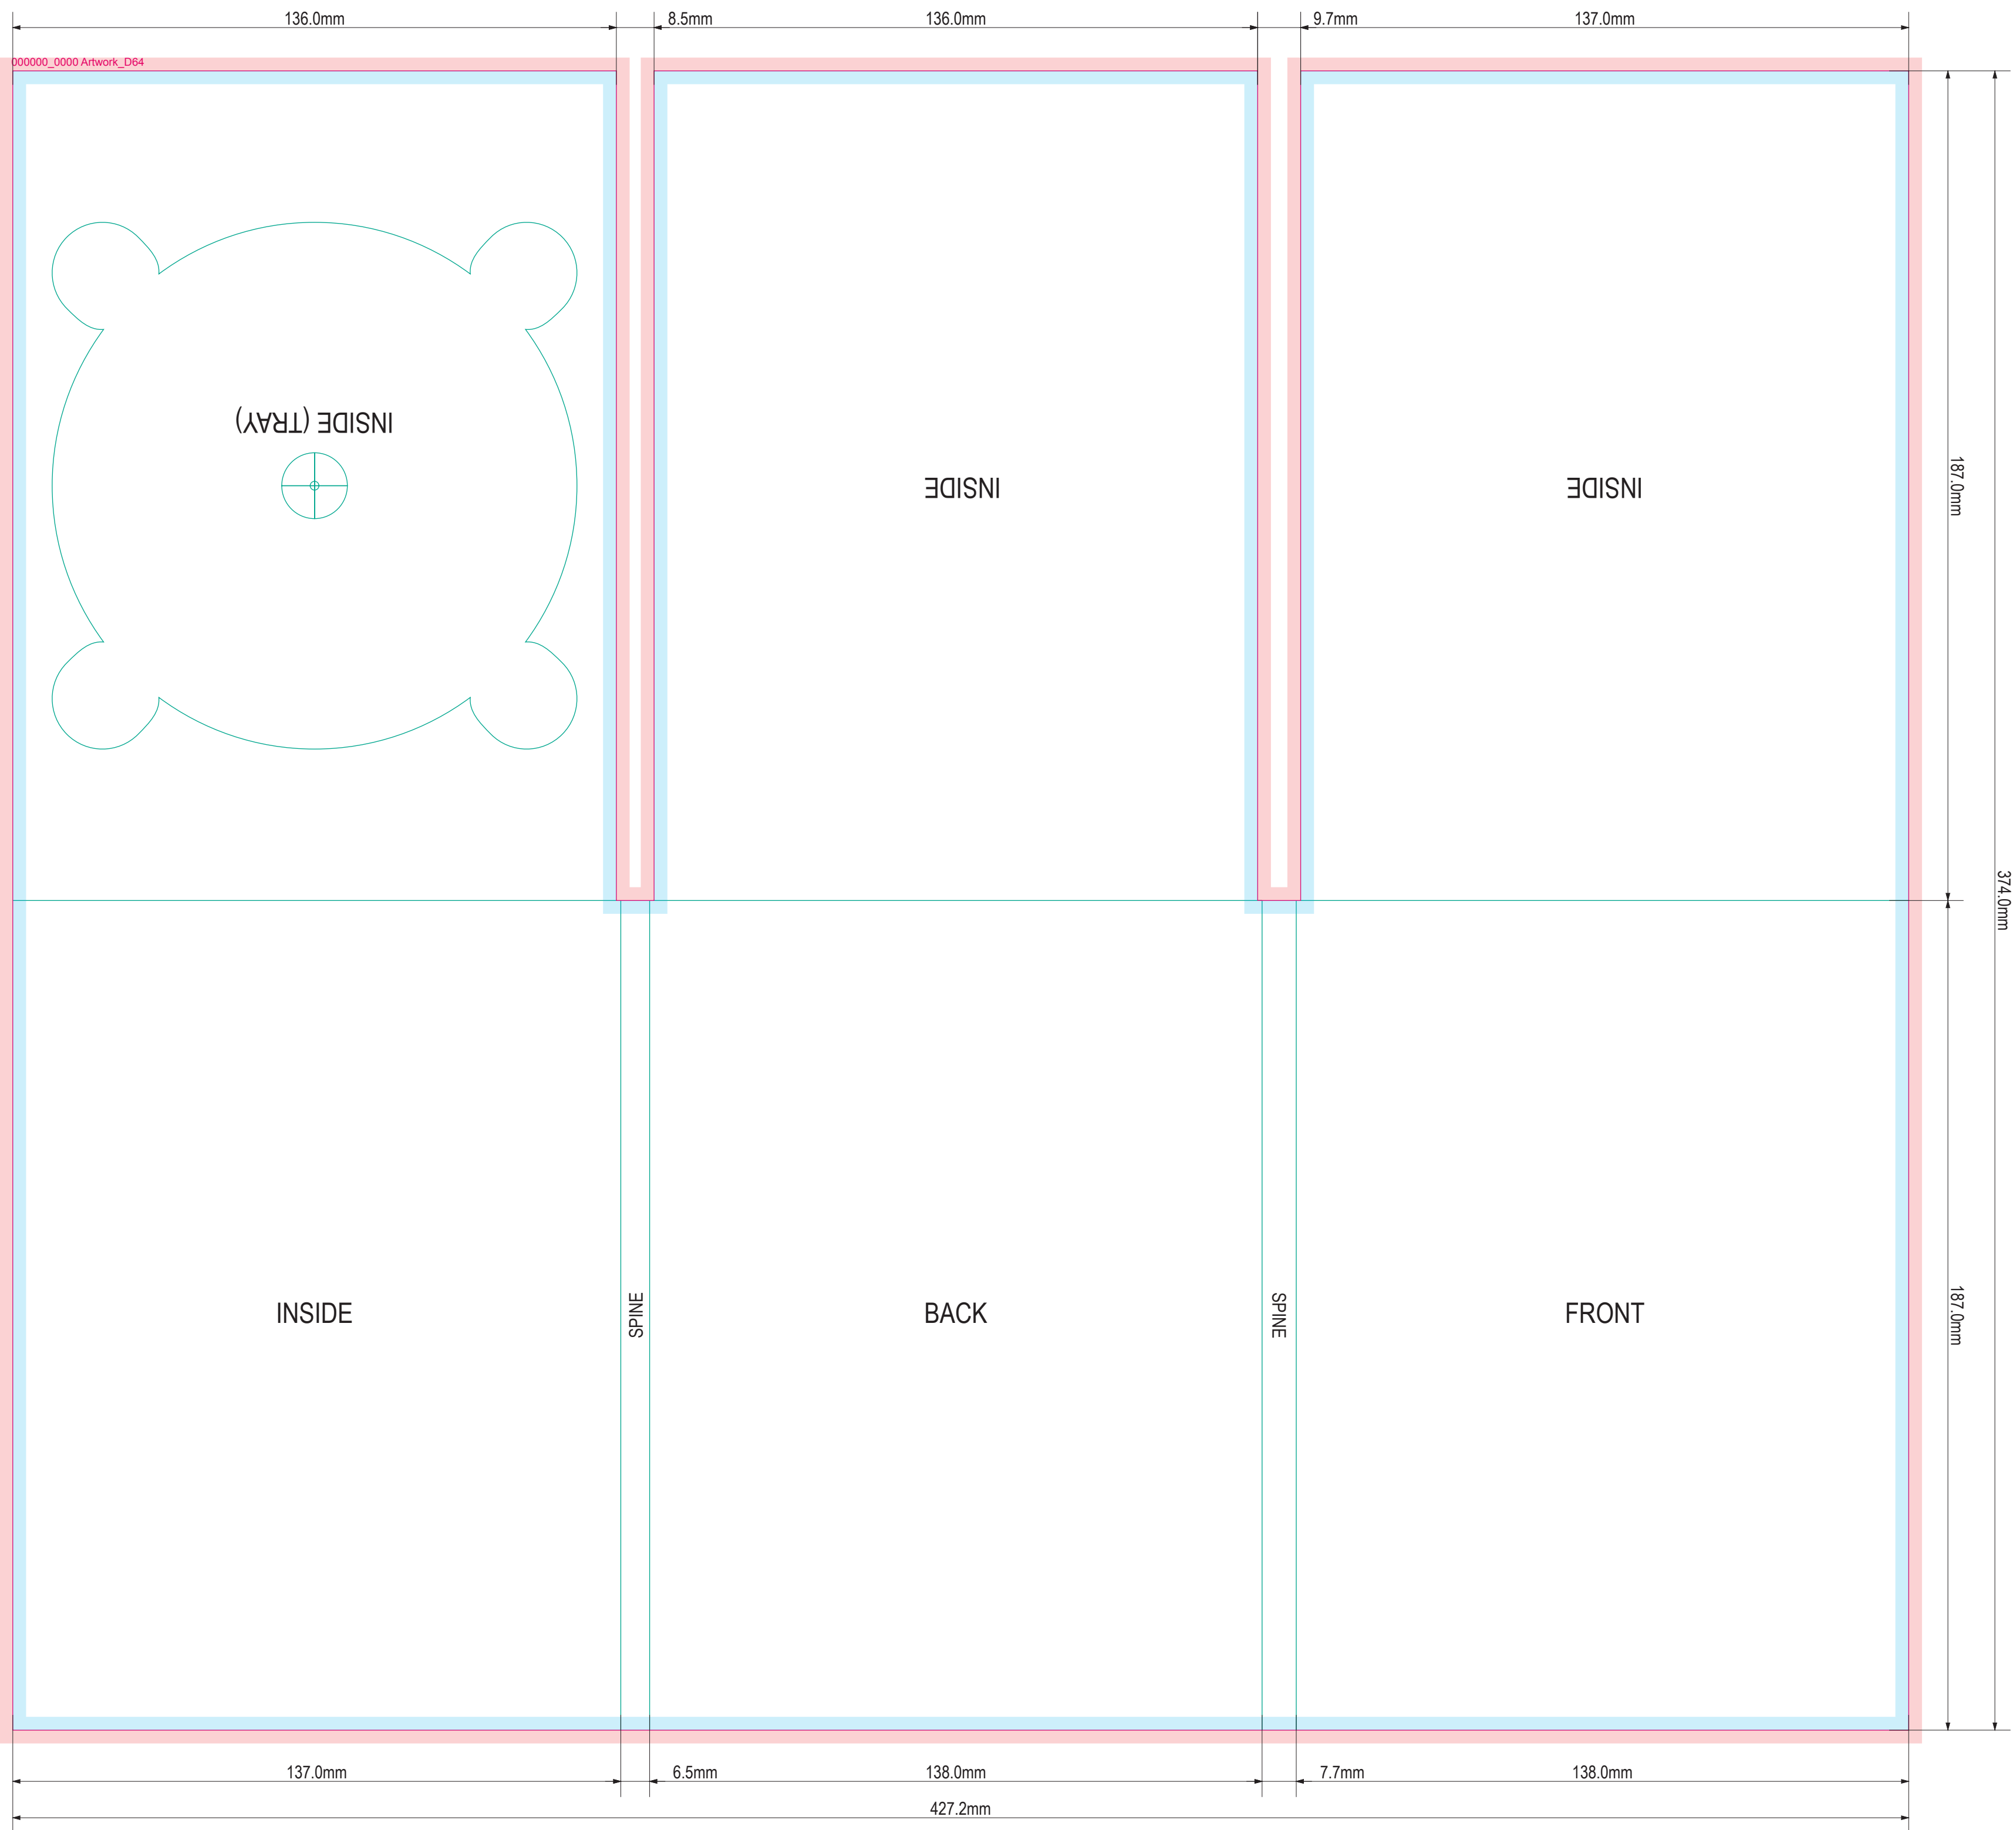 136.0mm
8.5mm
136.0mm
9.7mm
137.0mm
000000_0000 Artwork_D64
INSIDE (TRAY)
INSIDE
INSIDE
187.0mm
374.0mm
INSIDE
SPINE
BACK
SPINE
FRONT
187.0mm
137.0mm
6.5mm
138.0mm
7.7mm
138.0mm
427.2mm